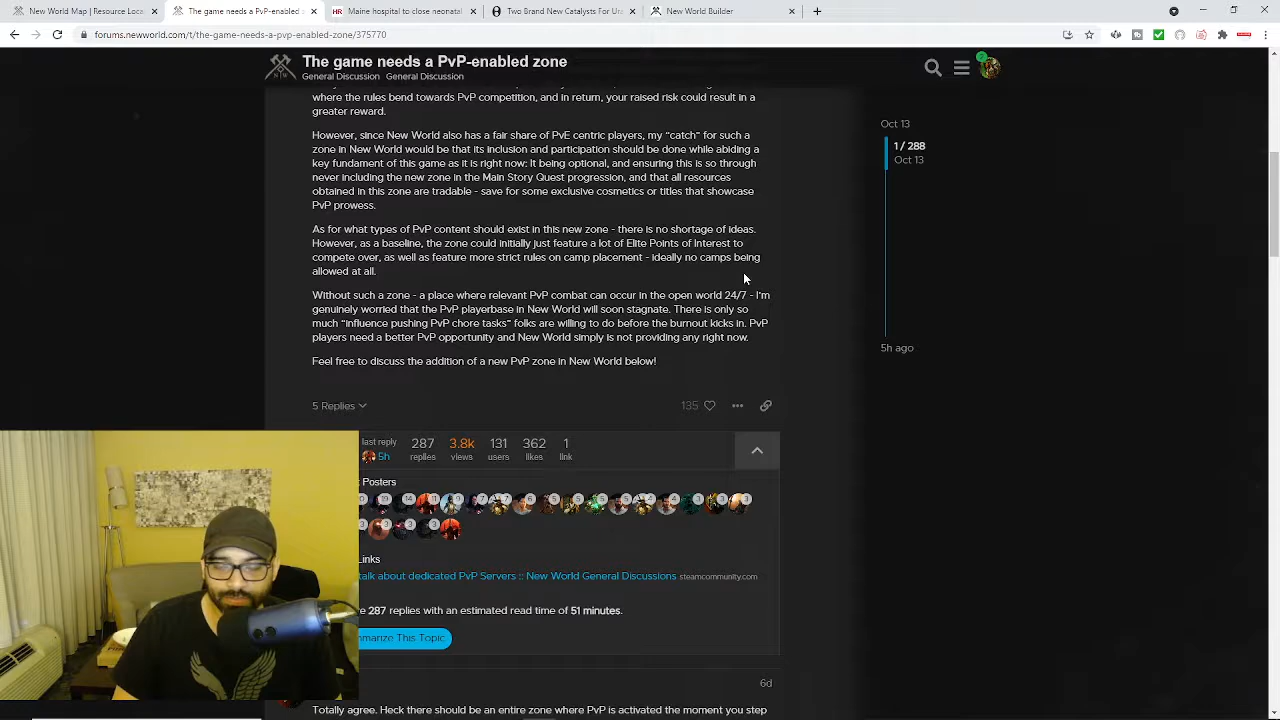 New World Map | Resource Loca
The game needs a PvP-enabled z
HR Maine hospital to close neonatal
Two Brand New Catalysts For Ura
New World Builder
forums.newworld.com/t/the-game-needs-a-pvp-enabled-zone/375770
The game needs a PvP-enabled zone
General Discussion General Discussion
where the rules bend towards PvP competition, and in return, your raised risk could result in a
greater reward.
However, since New World also has a fair share of PvE centric players, my “catch” for such a
zone in New World would be that its inclusion and participation should be done while abiding a
key fundament of this game as it is right now: It being optional, and ensuring this is so through
never including the new zone in the Main Story Quest progression, and that all resources
obtained in this zone are tradable - save for some exclusive cosmetics or titles that showcase
PvP prowess.
As for what types of PvP content should exist in this new zone - there is no shortage of ideas.
However, as a baseline, the zone could initially just feature a lot of Elite Points of Interest to
compete over, as well as feature more strict rules on camp placement - ideally no camps being
allowed at all.
Without such a zone - a place where relevant PvP combat can occur in the open world 24/7 - I'm
genuinely worried that the PvP playerbase in New World will soon stagnate. There is only so
much “influence pushing PvP chore tasks” folks are willing to do before the burnout kicks in. PvP
players need a better PvP opportunity and New World simply is not providing any right now.
Feel free to discuss the addition of a new PvP zone in New World below!
5 Replies
135
last reply 287 3.8k 131 362 1
5h replies views users likes link
Posters
Links
talk about dedicated PvP Servers :: New World General Discussions steamcommunity.com
287 replies with an estimated read time of 51 minutes.
Summarize This Topic
6d
Totally agree. Heck there should be an entire zone where PvP is activated the moment you step
Oct 13
1 / 288
Oct 13
5h ago